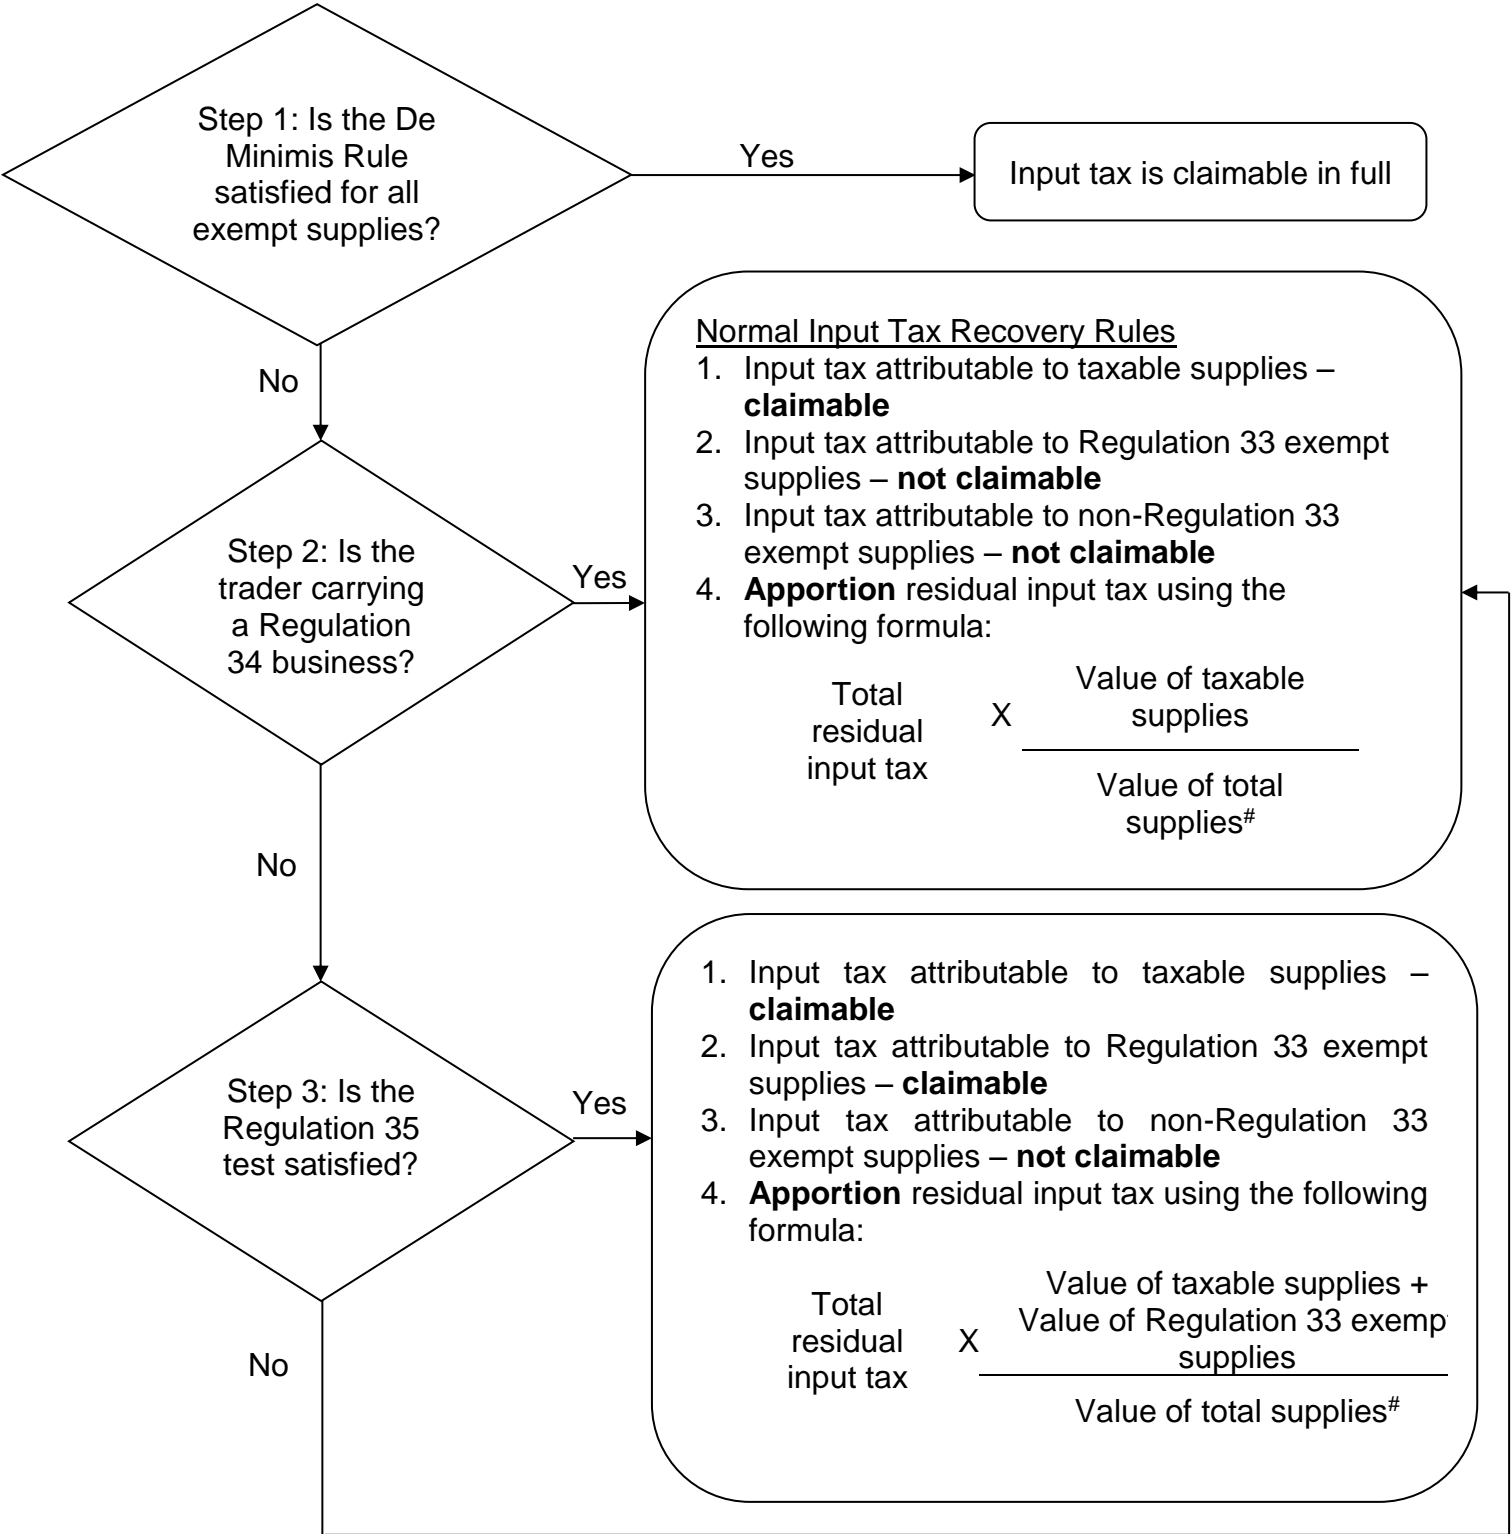 Step 1: Is the De
Minimis Rule
satisfied for all
exempt supplies?
Yes
Input tax is claimable in full
No
Normal Input Tax Recovery Rules
1. Input tax attributable to taxable supplies –
claimable
2. Input tax attributable to Regulation 33 exempt
supplies – not claimable
3. Input tax attributable to non-Regulation 33
exempt supplies – not claimable
4. Apportion residual input tax using the
following formula:
Total
residual
input tax
X
Value of taxable
supplies
Value of total
supplies#
Step 2: Is the
trader carrying
a Regulation
34 business?
Yes
No
Step 3: Is the
Regulation 35
test satisfied?
Yes
1. Input tax attributable to taxable supplies –
claimable
2. Input tax attributable to Regulation 33 exempt
supplies – claimable
3. Input tax attributable to non-Regulation 33
exempt supplies – not claimable
4. Apportion residual input tax using the following
formula:
Total
residual
input tax
X
Value of taxable supplies +
Value of Regulation 33 exemp
supplies
Value of total supplies#
No